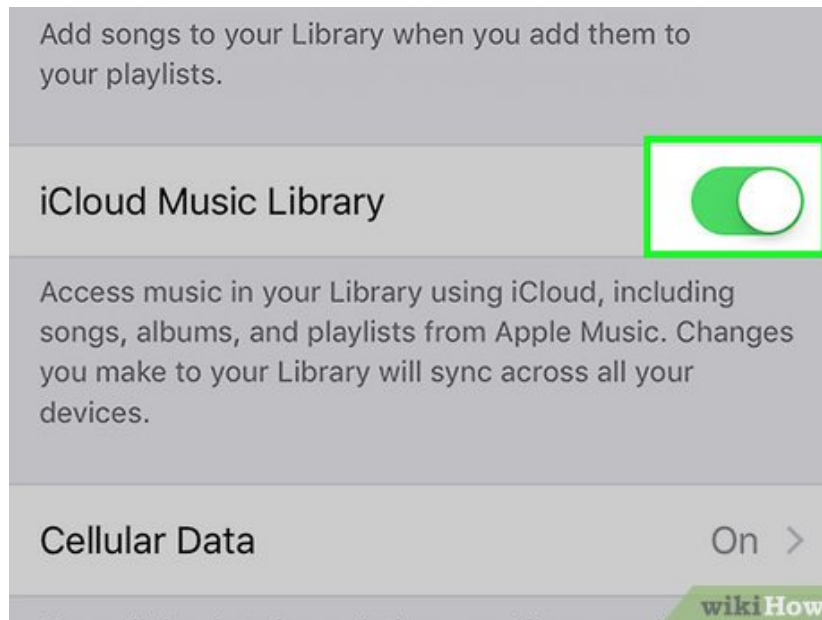 Add songs to your Library when you add them to
your playlists.
iCloud Music Library
Access music in your Library using iCloud, including
songs, albums, and playlists from Apple Music. Changes
you make to your Library will sync across all your
devices.
Cellular Data
On
wikiHow